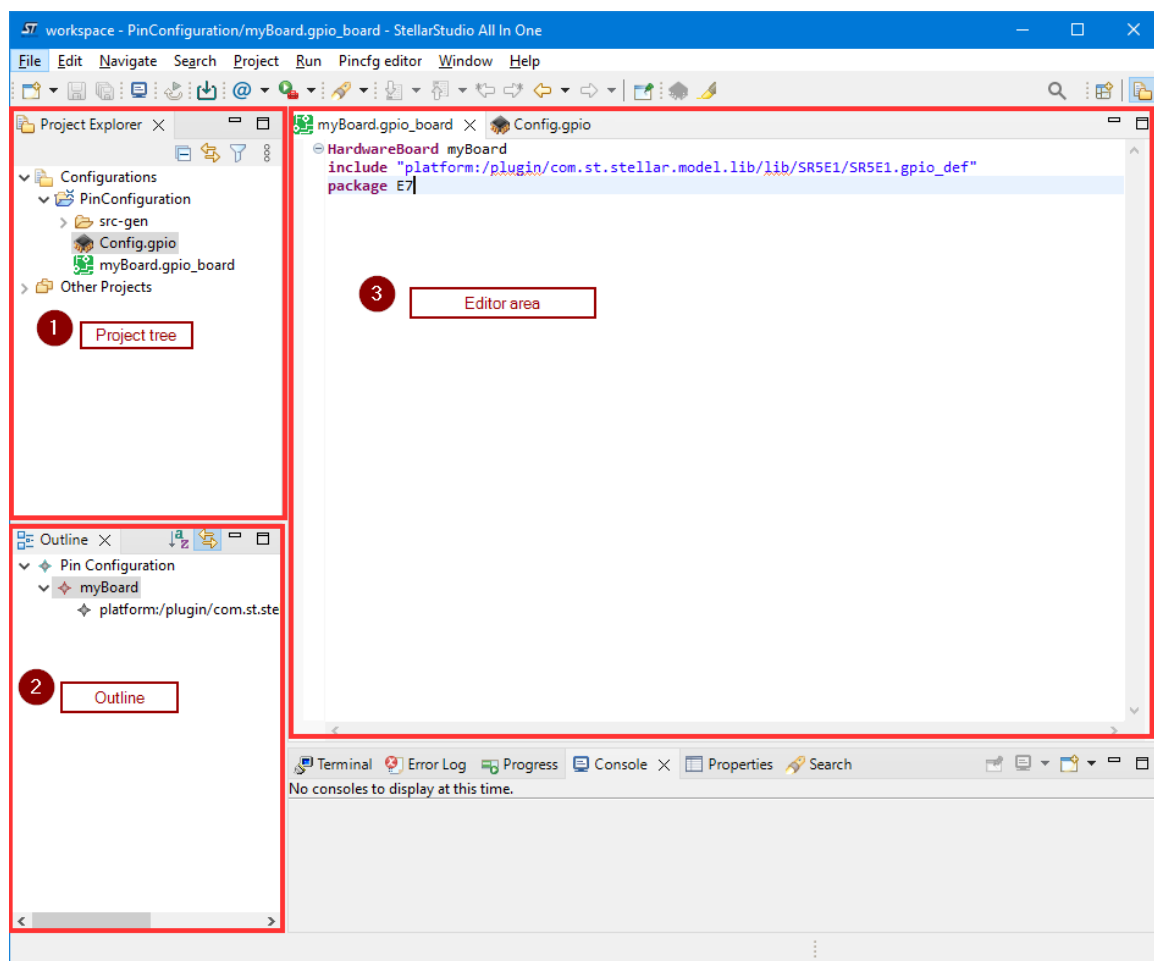 workspace - PinConfiguration/myBoard.gpio_board - StellarStudio All In One
File Edit Navigate Search Project Run Pincfg editor Window Help
Project Explorer
Configurations
PinConfiguration
src-gen
Config.gpio
myBoard.gpio_board
Other Projects
1 Project tree
myBoard.gpio_board Config.gpio
HardwareBoard myBoard
include "platform:/plugin/com.st.stellar.model.lib/lib/SR5E1/SR5E1.gpio_def"
package E7
3 Editor area
Outline
Pin Configuration
myBoard
platform:/plugin/com.st.ste
2 Outline
Terminal Error Log Progress Console Properties Search
No consoles to display at this time.